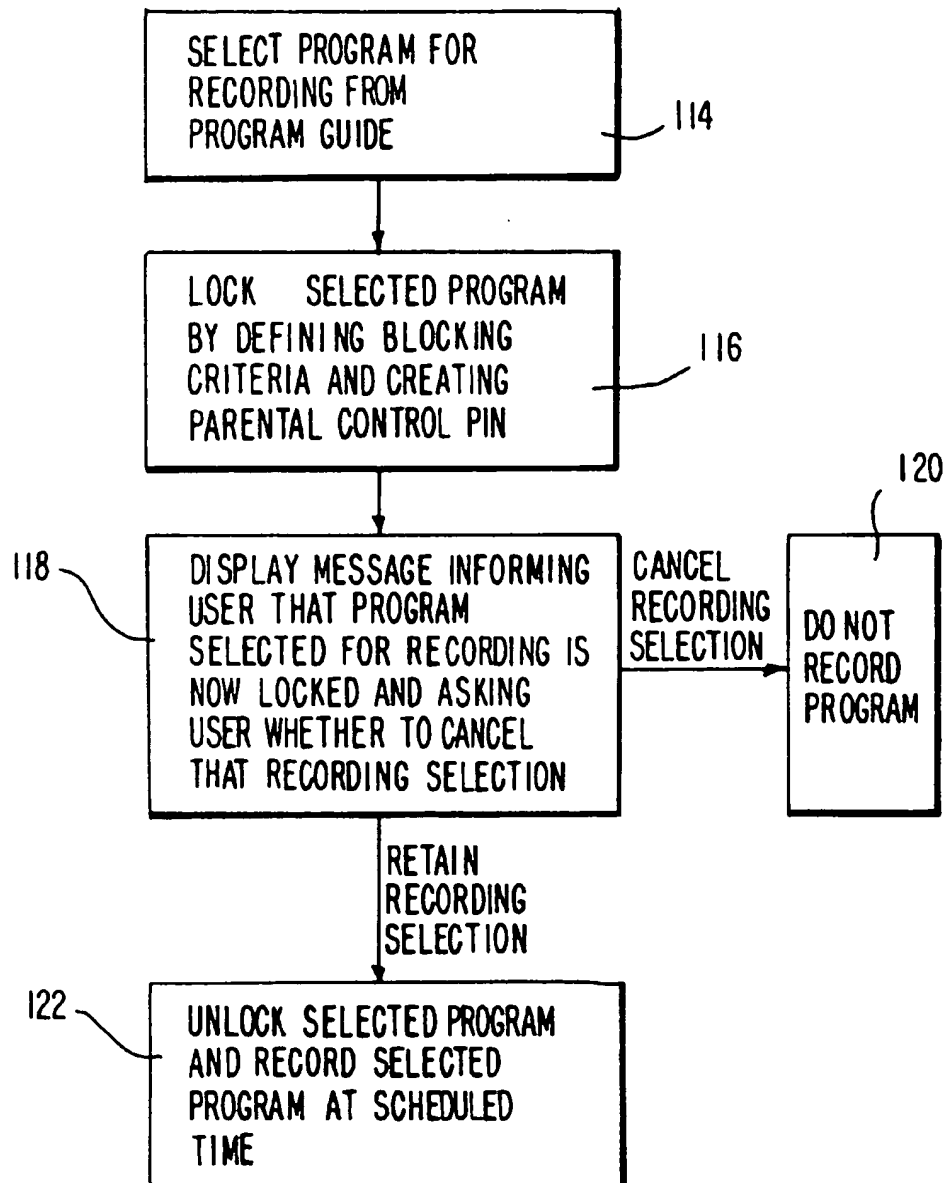 SELECT PROGRAM FOR
RECORDING FROM
PROGRAM GUIDE
114
LOCK SELECTED PROGRAM
BY DEFINING BLOCKING
CRITERIA AND CREATING
PARENTAL CONTROL PIN
116
118
DISPLAY MESSAGE INFORMING
USER THAT PROGRAM
SELECTED FOR RECORDING IS
NOW LOCKED AND ASKING
USER WHETHER TO CANCEL
THAT RECORDING SELECTION
CANCEL
RECORDING
SELECTION
120
DO NOT
RECORD
PROGRAM
RETAIN
RECORDING
SELECTION
122
UNLOCK SELECTED PROGRAM
AND RECORD SELECTED
PROGRAM AT SCHEDULED
TIME